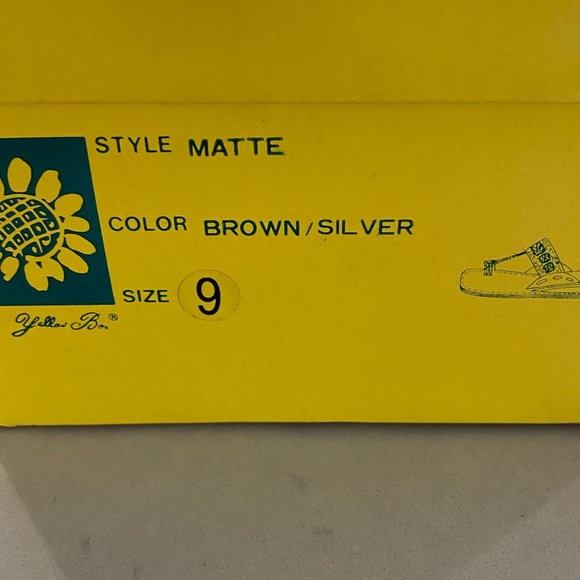 STYLE MATTE
COLOR BROWN/SILVER
SIZE 9
Yellow Box®